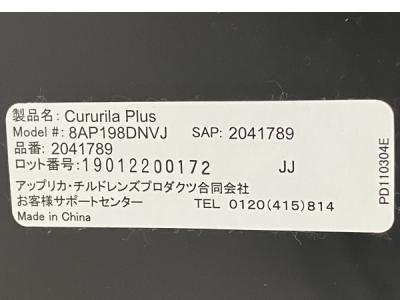 製品名: Cururila Plus
Model #: 8AP198DNVJ SAP: 2041789
品番: 2041789
ロット番号: 19012200172 JJ
アップリカ・チルドレンズプロダクツ合同会社
お客様サポートセンター TEL 0120(415)814
Made in China
PD110304E